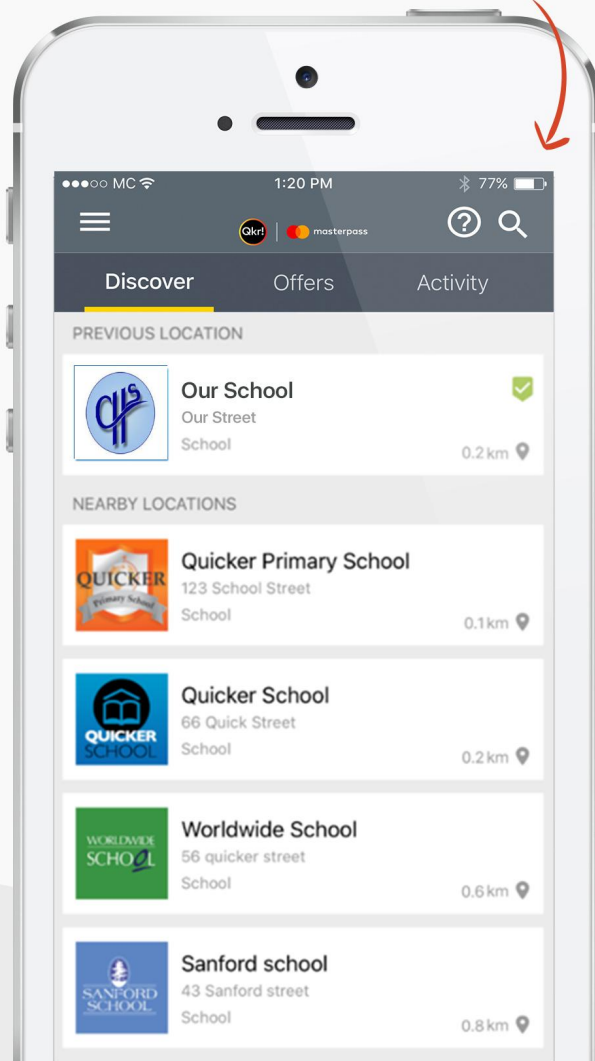 MC 1:20 PM 77%
Qkr! masterpass
Discover Offers Activity
PREVIOUS LOCATION
Our School
Our Street
School
0.2 km
NEARBY LOCATIONS
QUICKER
Primary School
Quicker Primary School
123 School Street
School
0.1 km
QUICKER
SCHOOL
Quicker School
66 Quick Street
School
0.2 km
WORLDWIDE
SCHOOL
Worldwide School
56 quicker street
School
0.6 km
SANFORD
SCHOOL
Sanford school
43 Sanford street
School
0.8 km